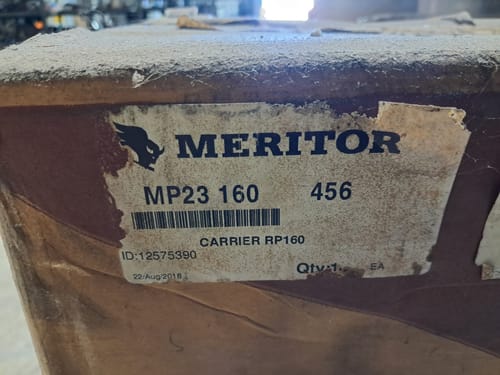 MERITOR
MP23 160 456
CARRIER RP160
ID:12575390
22/Aug/2018 Qty:1 EA